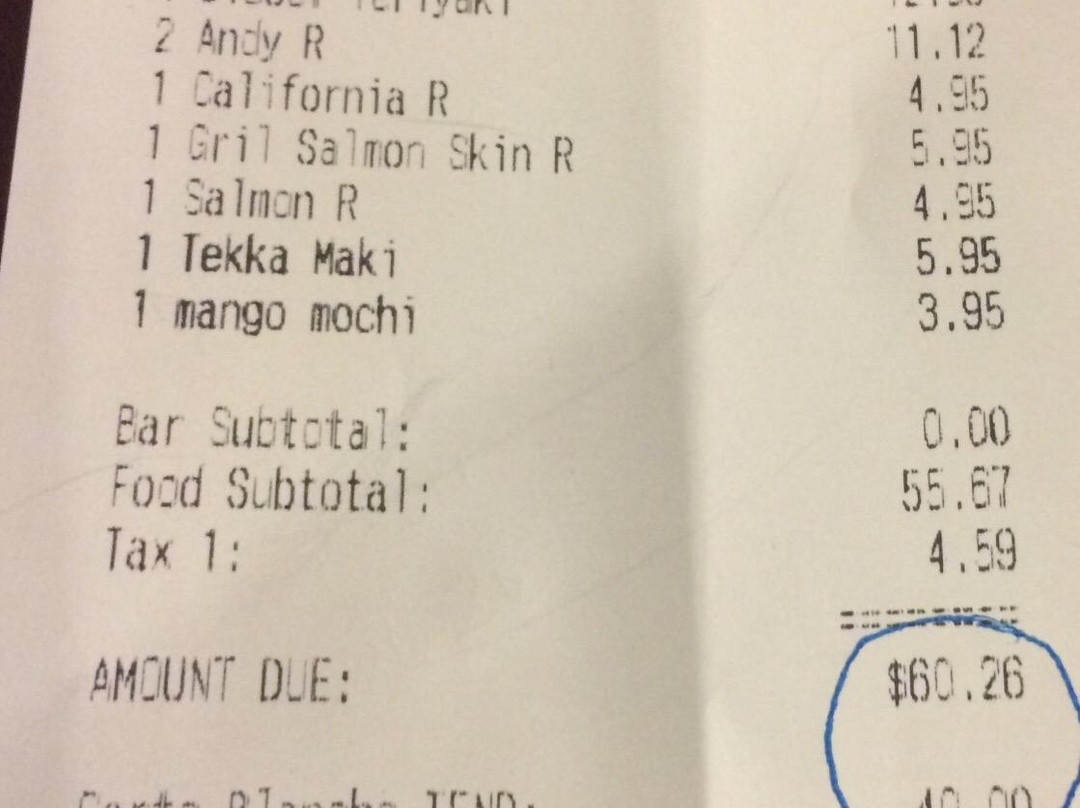 2 Andy R 11.12
1 California R 4.95
1 Gril Salmon Skin R 5.95
1 Salmon R 4.95
1 Tekka Maki 5.95
1 mango mochi 3.95
Bar Subtotal: 0.00
Food Subtotal: 55.67
Tax 1: 4.59
=========
AMOUNT DUE: $60.26